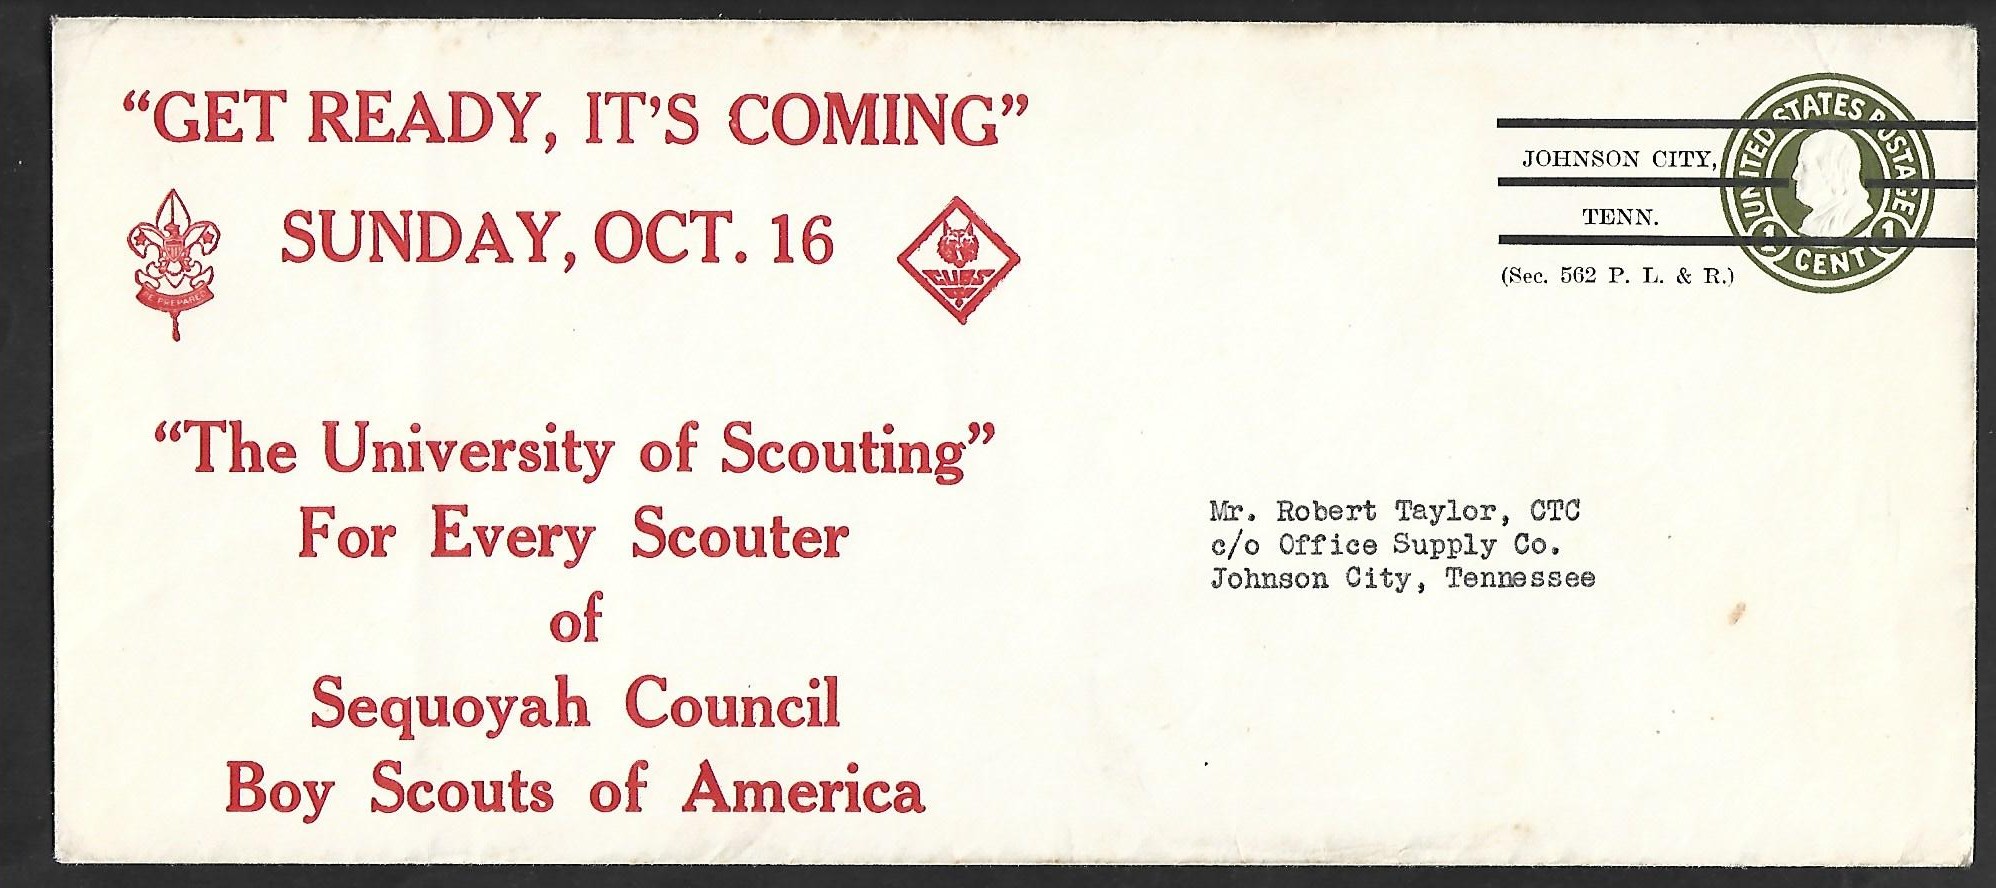 “GET READY, IT’S COMING”
SUNDAY, OCT. 16
BE PREPARED
CUBS
“The University of Scouting”
For Every Scouter
of
Sequoyah Council
Boy Scouts of America
JOHNSON CITY,
TENN.
(Sec. 562 P. L. & R.)
UNITED STATES POSTAGE
1 CENT 1
Mr. Robert Taylor, CTC
c/o Office Supply Co.
Johnson City, Tennessee